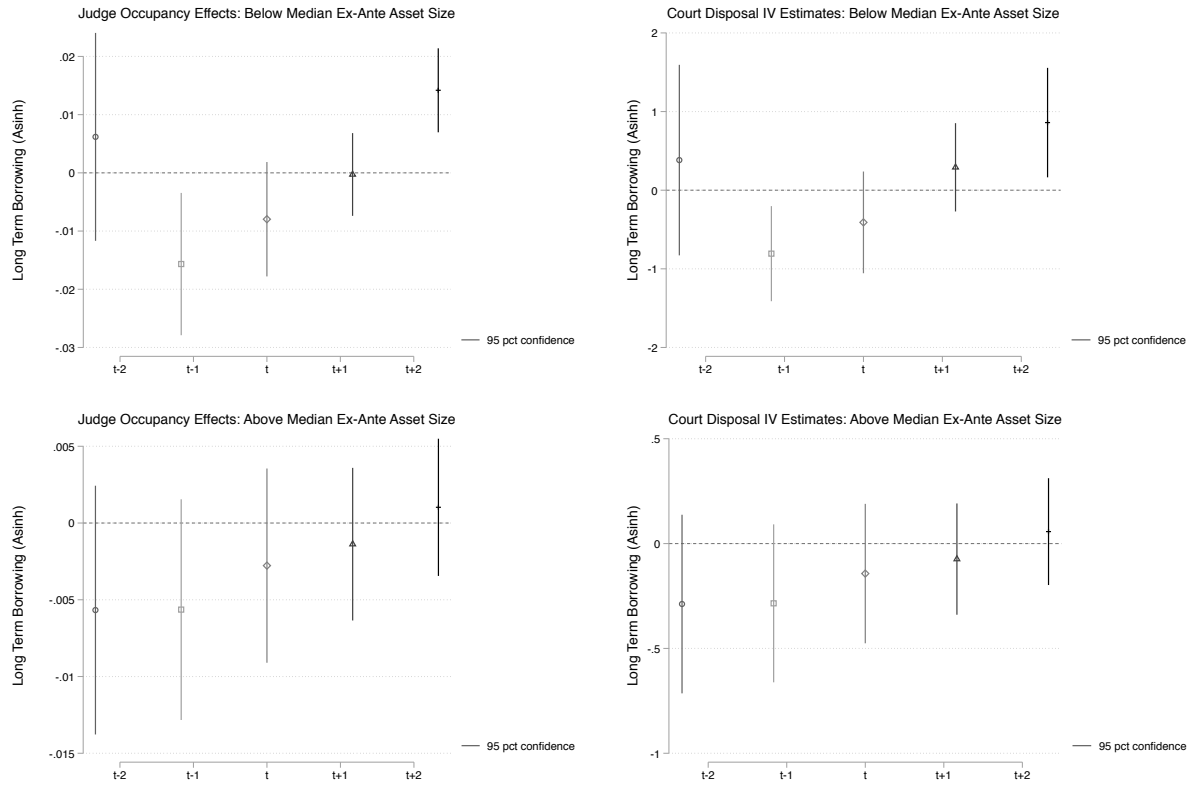 Judge Occupancy Effects: Below Median Ex-Ante Asset Size
Long Term Borrowing (Asinh)
.02
.01
0
-.01
-.02
-.03
t-2 t-1 t t+1 t+2
95 pct confidence
Court Disposal IV Estimates: Below Median Ex-Ante Asset Size
Long Term Borrowing (Asinh)
2
1
0
-1
-2
t-2 t-1 t t+1 t+2
95 pct confidence
Judge Occupancy Effects: Above Median Ex-Ante Asset Size
Long Term Borrowing (Asinh)
.005
0
-.005
-.01
-.015
t-2 t-1 t t+1 t+2
95 pct confidence
Court Disposal IV Estimates: Above Median Ex-Ante Asset Size
Long Term Borrowing (Asinh)
.5
0
-.5
-1
t-2 t-1 t t+1 t+2
95 pct confidence